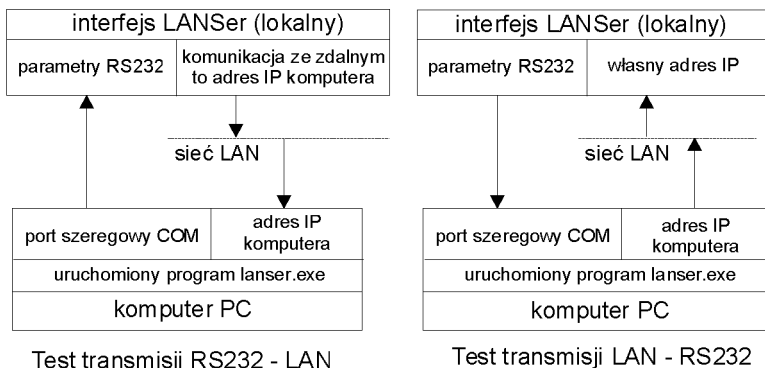 interfejs LANSer (lokalny)
parametry RS232
komunikacja ze zdalnym
to adres IP komputera
sieć LAN
port szeregowy COM
adres IP
komputera
uruchomiony program lanser.exe
komputer PC
Test transmisji RS232 - LAN
interfejs LANSer (lokalny)
parametry RS232
własny adres IP
sieć LAN
port szeregowy COM
adres IP
komputera
uruchomiony program lanser.exe
komputer PC
Test transmisji LAN - RS232